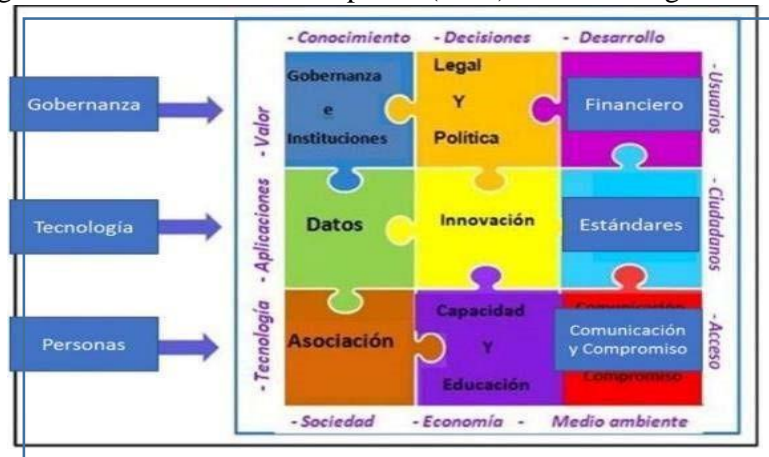 - Conocimiento - Decisiones - Desarrollo
Gobernanza
Tecnología
Personas
- Valor
- Aplicaciones
- Tecnología
Gobernanza
e
Instituciones
Legal
Y
Política
Financiero
Datos
Innovación
Estándares
Asociación
Capacidad
Y
Educación
Comunicación
y Compromiso
Compromiso
- Usuarios
- Ciudadanos
- Acceso
- Sociedad - Economía - Medio ambiente